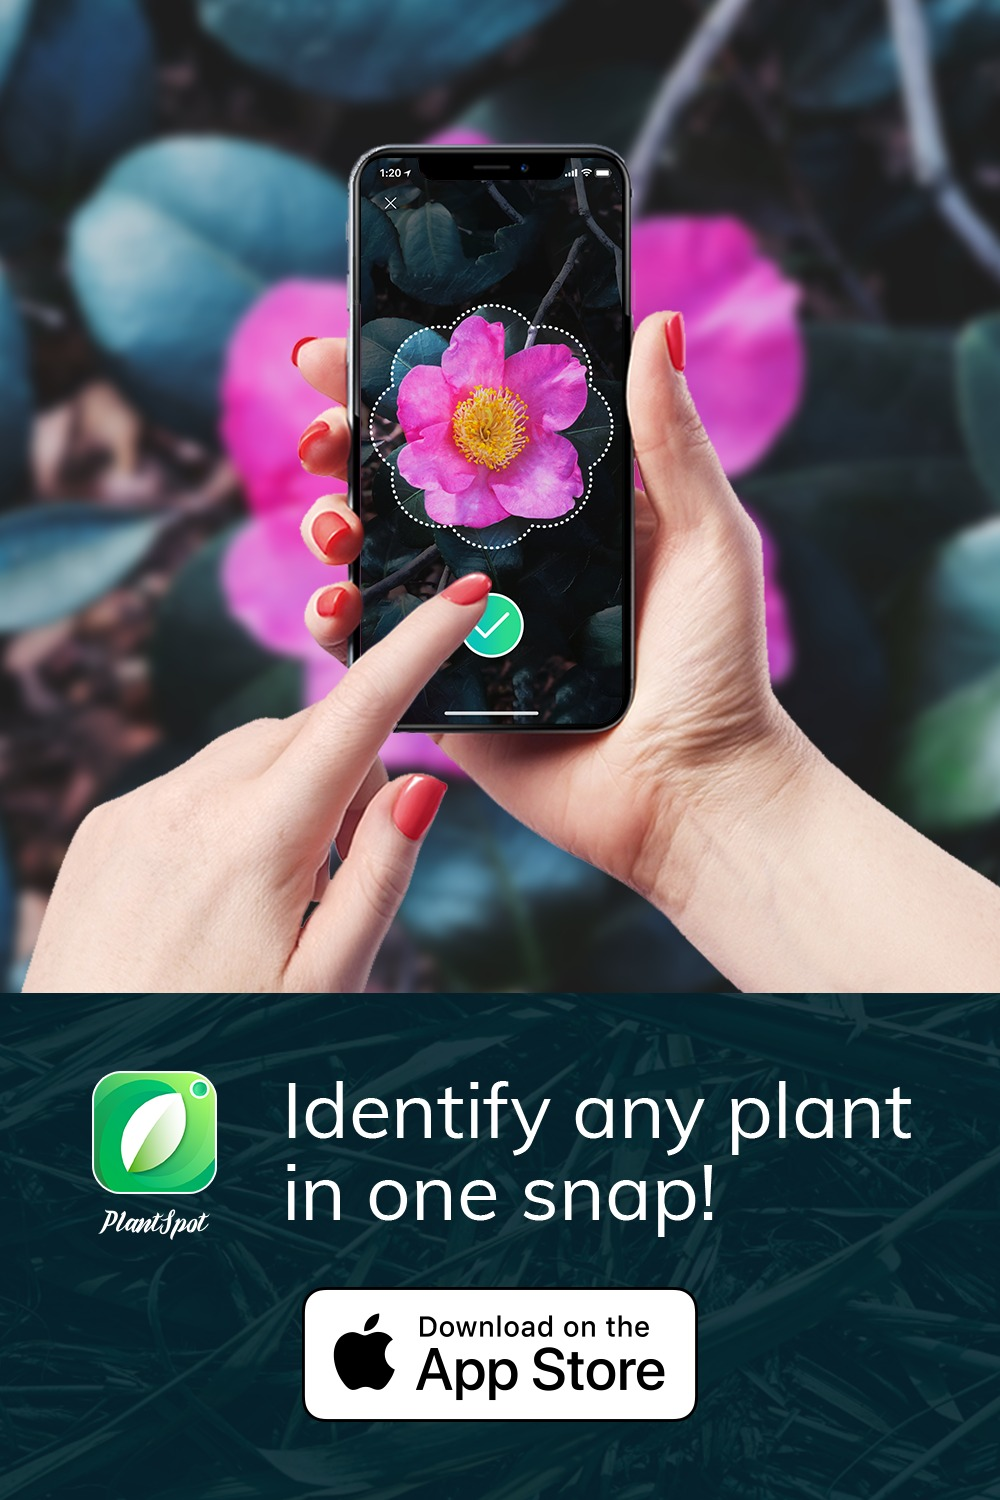 1:20
PlantSpot
Identify any plant
in one snap!
Download on the
App Store